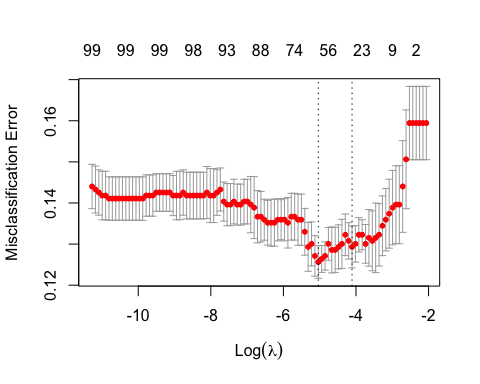 99 99 99 98 93 88 74 56 23 9 2
Misclassification Error
0.16
0.14
0.12
-10 -8 -6 -4 -2
Log(λ)